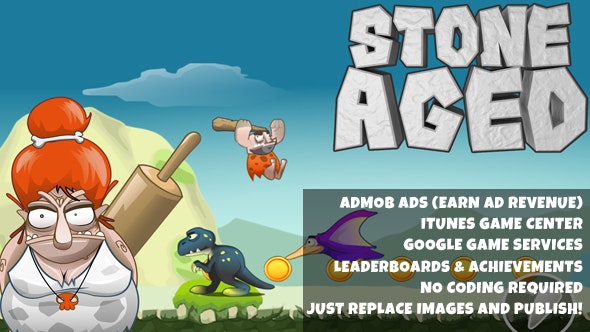 STONE
AGED
ADMOB ADS (EARN AD REVENUE)
ITUNES GAME CENTER
GOOGLE GAME SERVICES
LEADERBOARDS & ACHIEVEMENTS
NO CODING REQUIRED
JUST REPLACE IMAGES AND PUBLISH!